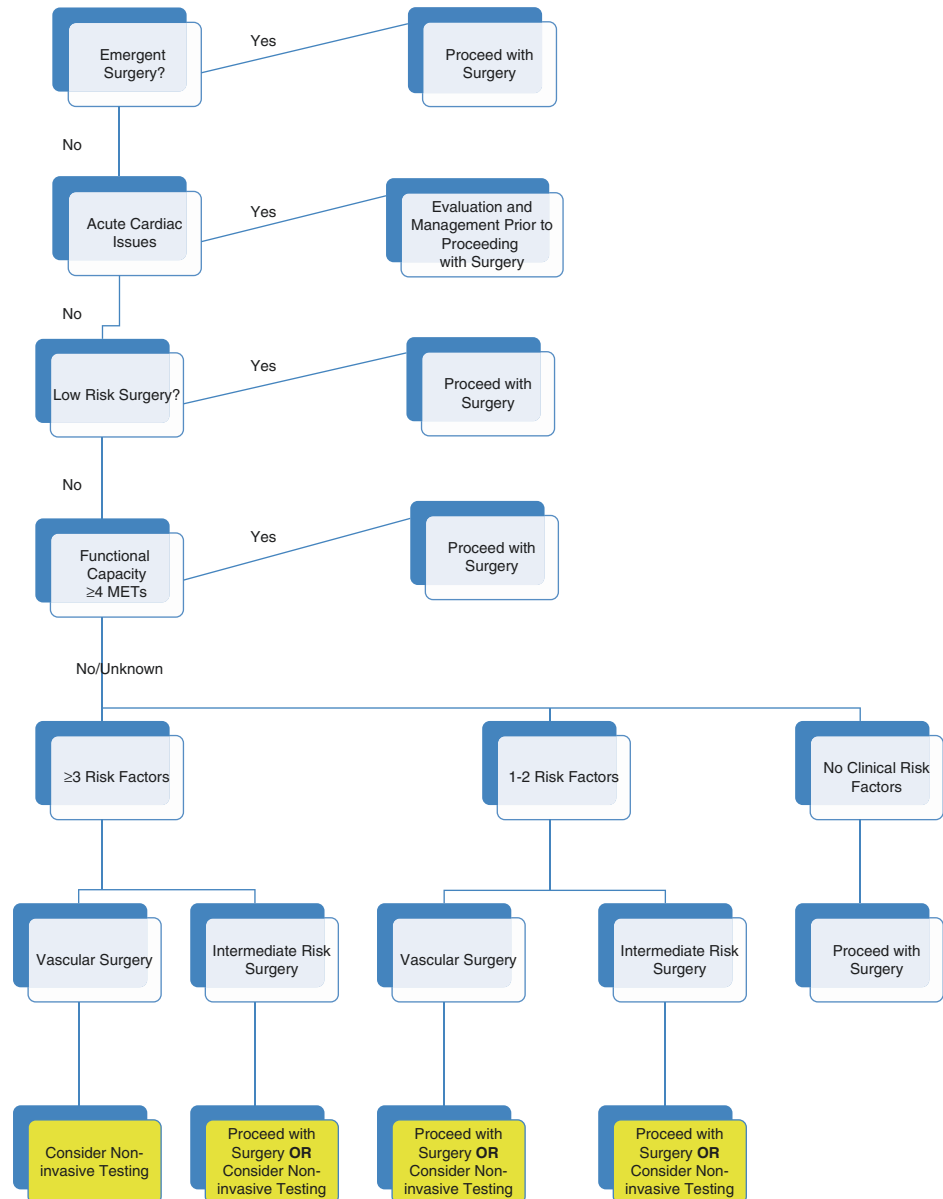 Emergent
Surgery?
Yes
Proceed with
Surgery
No
Acute Cardiac
Issues
Yes
Evaluation and
Management Prior to
Proceeding
with Surgery
No
Low Risk Surgery?
Yes
Proceed with
Surgery
No
Functional
Capacity
≥4 METs
Yes
Proceed with
Surgery
No/Unknown
≥3 Risk Factors
1-2 Risk Factors
No Clinical Risk
Factors
Vascular Surgery
Intermediate Risk
Surgery
Vascular Surgery
Intermediate Risk
Surgery
Proceed with
Surgery
Consider Non-
invasive Testing
Proceed with
Surgery OR
Consider Non-
invasive Testing
Proceed with
Surgery OR
Consider Non-
invasive Testing
Proceed with
Surgery OR
Consider Non-
invasive Testing